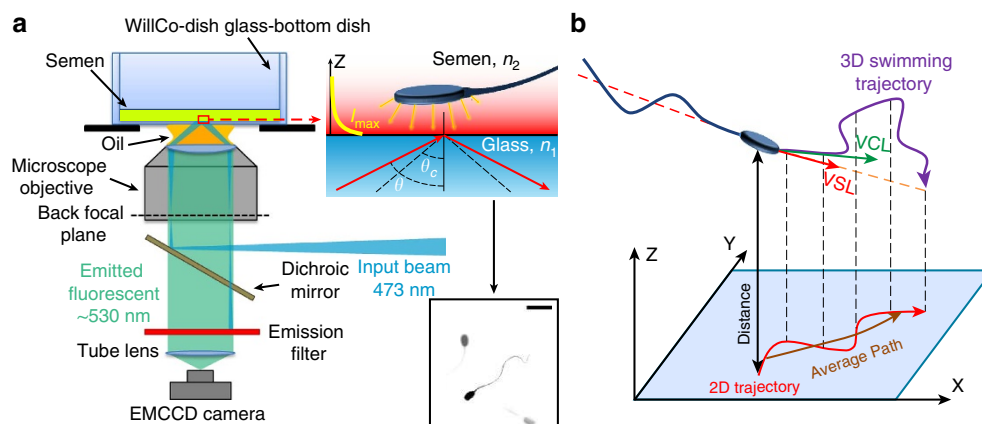 a
WillCo-dish glass-bottom dish
Semen
Oil
Microscope
objective
Back focal
plane
Emitted
fluorescent
~530 nm
Tube lens
EMCCD camera
Dichroic
mirror
Input beam
473 nm
Emission
filter
Z
Semen, n2
Imax
Glass, n1
θ
θc
b
3D swimming
trajectory
VCL
VSL
Z
Y
X
Distance
Average Path
2D trajectory